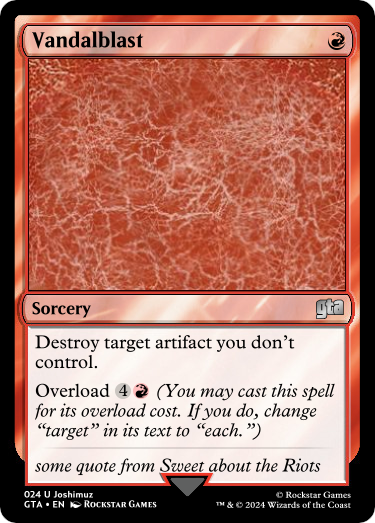 Vandalblast
Sorcery
gta
Destroy target artifact you don't
control.
Overload 4 (You may cast this spell
for its overload cost. If you do, change
"target" in its text to "each.")
some quote from Sweet about the Riots
024 U Joshimuz
GTA • EN Rockstar Games
© Rockstar Games
™ & © 2024 Wizards of the Coast